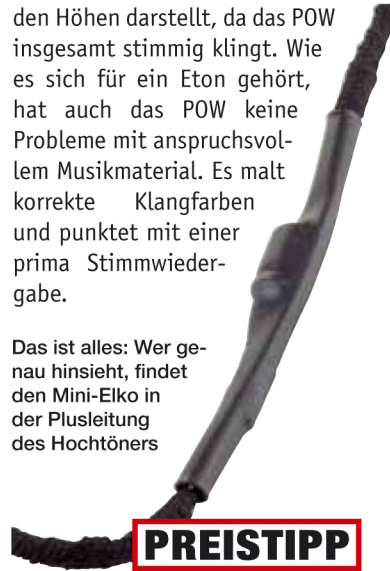 den Höhen darstellt, da das POW
insgesamt stimmig klingt. Wie
es sich für ein Eton gehört,
hat auch das POW keine
Probleme mit anspruchsvol-
lem Musikmaterial. Es malt
korrekte Klangfarben
und punktet mit einer
prima Stimmwieder-
gabe.
Das ist alles: Wer ge-
nau hinsieht, findet
den Mini-Elko in
der Plusleitung
des Hochtöners
PREISTIPP